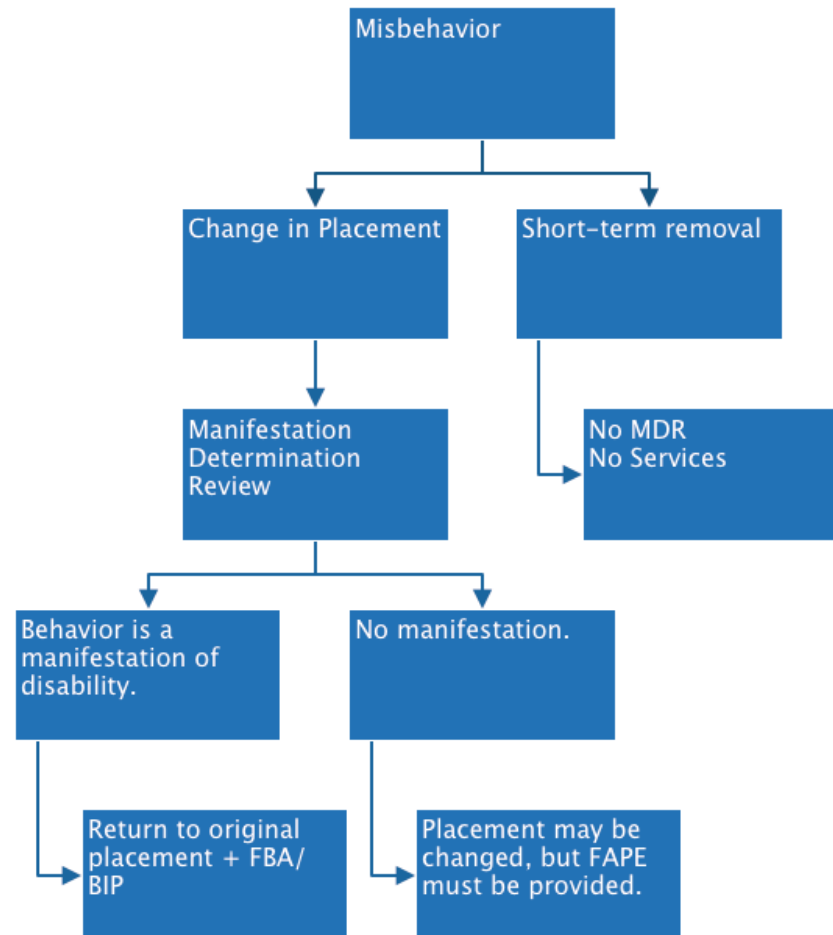 Misbehavior
Change in Placement
Short-term removal
Manifestation
Determination
Review
No MDR
No Services
Behavior is a
manifestation of
disability.
No manifestation.
Return to original
placement + FBA/
BIP
Placement may be
changed, but FAPE
must be provided.